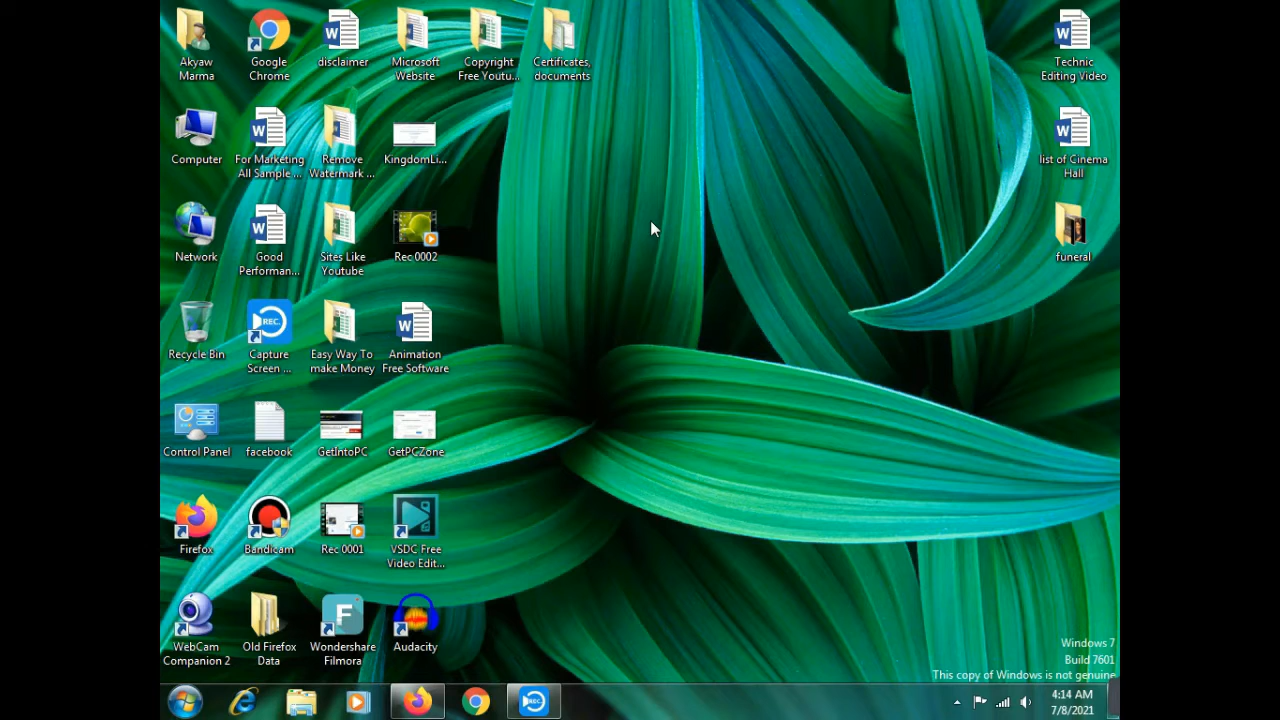 Akyaw
Marma
Google
Chrome
disclaimer
Microsoft
Website
Copyright
Free Youtu...
Certificates,
documents
Technic
Editing Video
Computer
For Marketing
All Sample ...
Remove
Watermark ...
KingdomLi...
list of Cinema
Hall
Network
Good
Performan...
Sites Like
Youtube
Rec 0002
funeral
REC.
Recycle Bin
Capture
Screen ...
Easy Way To
make Money
Animation
Free Software
Control Panel
facebook
GetIntoPC
GetPCZone
Firefox
Bandicam
Rec 0001
VSDC Free
Video Edit...
WebCam
Companion 2
Old Firefox
Data
Wondershare
Filmora
Audacity
Windows 7
Build 7601
This copy of Windows is not genuine
REC.
4:14 AM
7/8/2021